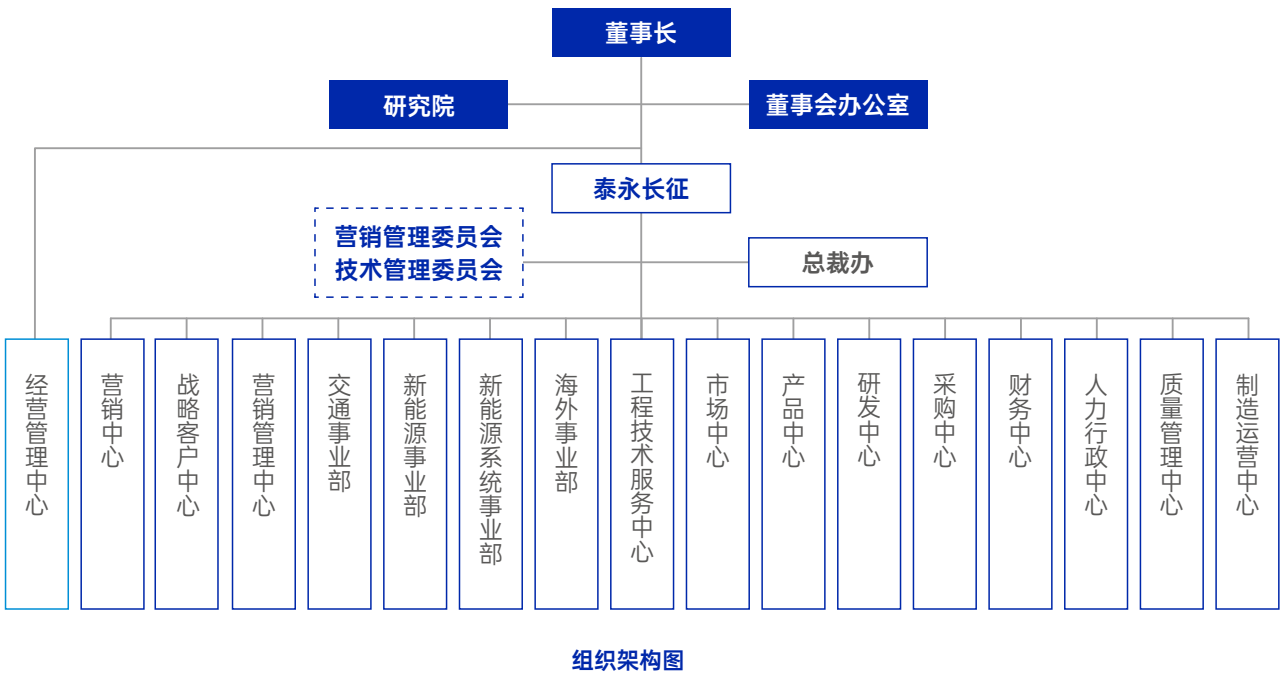 董事长
研究院
董事会办公室
泰永长征
营销管理委员会
技术管理委员会
总裁办
经营管理中心
营销中心
战略客户中心
营销管理中心
交通事业部
新能源事业部
新能源系统事业部
海外事业部
工程技术服务中心
市场中心
产品中心
研发中心
采购中心
财务中心
人力行政中心
质量管理中心
制造运营中心
组织架构图